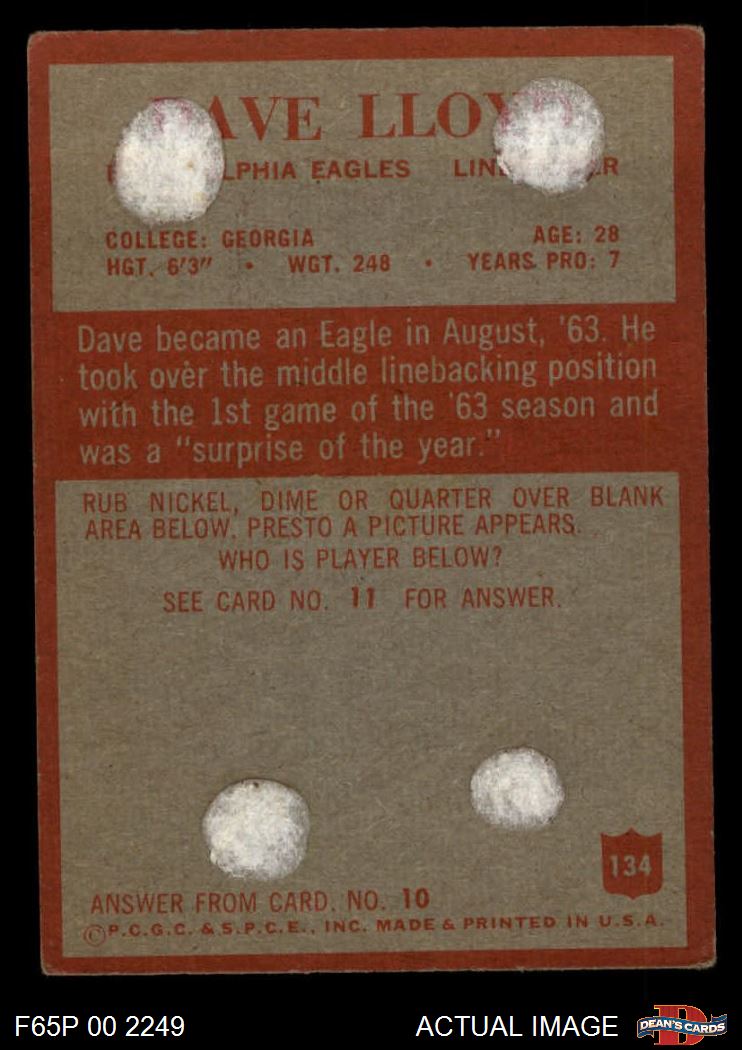 AVE LLOY
LPHIA EAGLES LIN R
COLLEGE: GEORGIA AGE: 28
HGT. 6'3" • WGT. 248 • YEARS PRO: 7
Dave became an Eagle in August, '63. He
took over the middle linebacking position
with the 1st game of the '63 season and
was a "surprise of the year."
RUB NICKEL, DIME OR QUARTER OVER BLANK
AREA BELOW. PRESTO A PICTURE APPEARS.
WHO IS PLAYER BELOW?
SEE CARD NO. 11 FOR ANSWER.
134
ANSWER FROM CARD. NO. 10
©P.C.G.C. & S.P.C.E., INC. MADE & PRINTED IN U.S.A.
F65P 00 2249 ACTUAL IMAGE DEAN'S CARDS